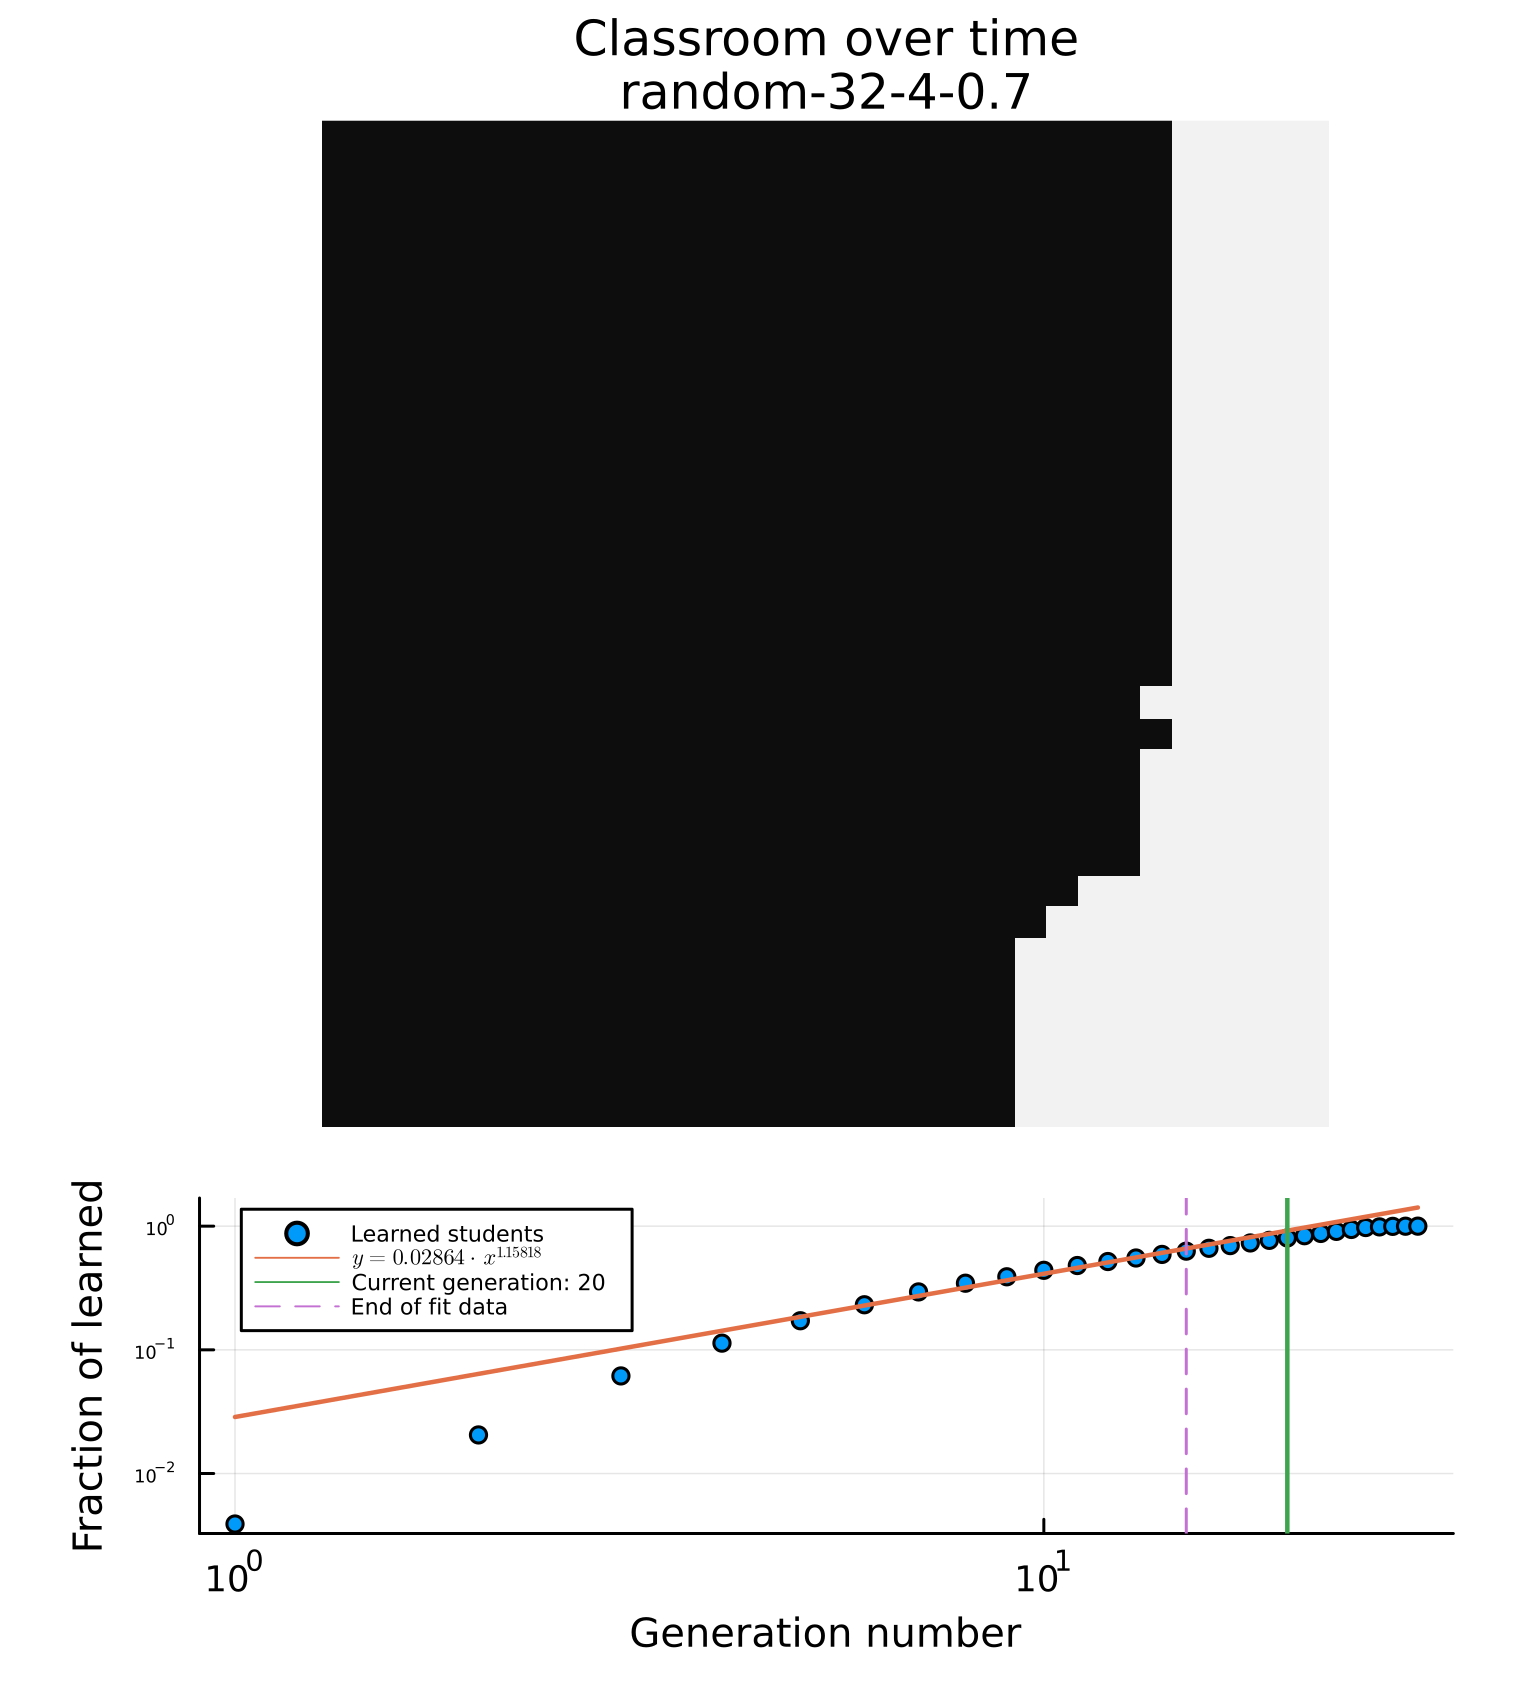 Classroom over time
random-32-4-0.7
Fraction of learned
10⁰
10⁻¹
10⁻²
Learned students
y = 0.02864 · x^1.15818
Current generation: 20
End of fit data
10⁰
10¹
Generation number